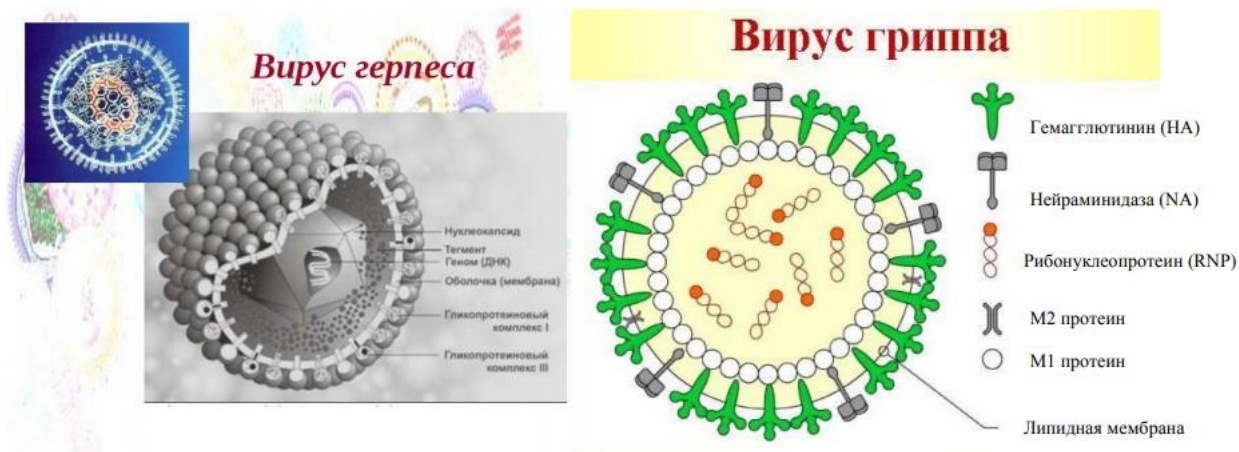 Вирус герпеса
Нуклеокапсид
Тегмент
Геном (ДНК)
Оболочка (мембрана)
Гликопротеиновый
комплекс I
Гликопротеиновый
комплекс III
Вирус гриппа
Гемагглютинин (HA)
Нейраминидаза (NA)
Рибонуклеопротеин (RNP)
M2 протеин
M1 протеин
Липидная мембрана